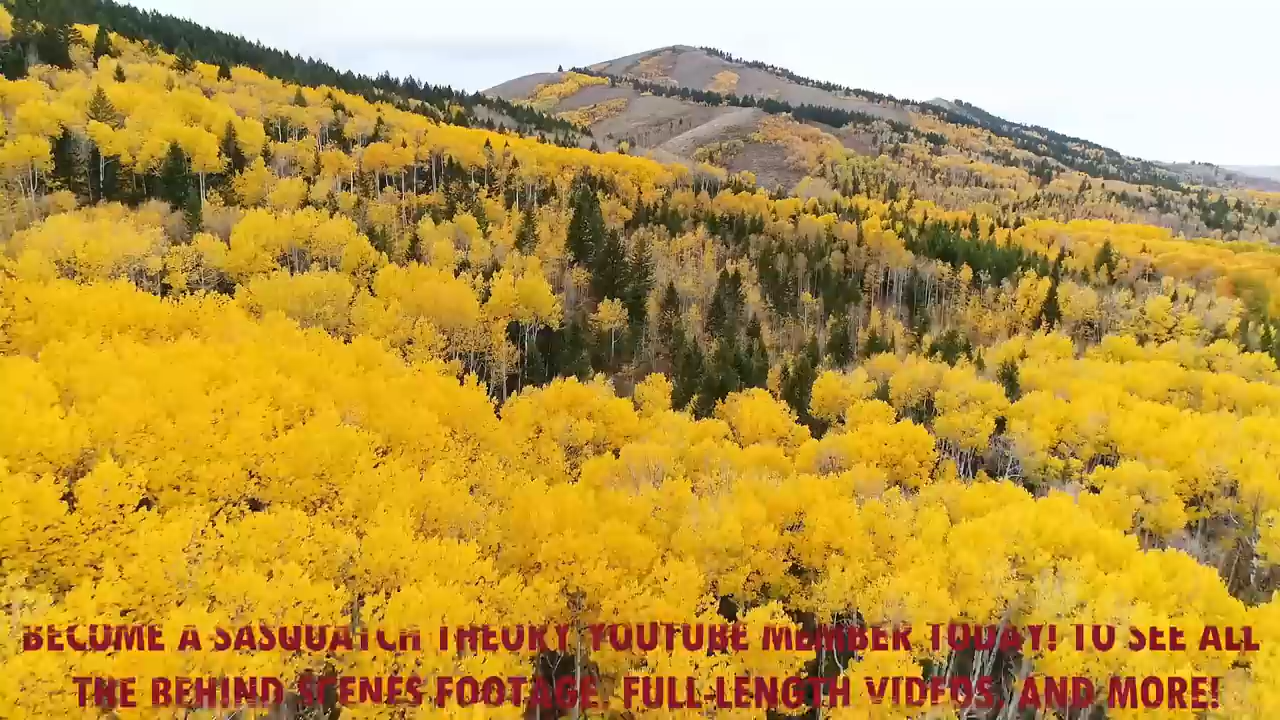 BECOME A SASQUATCH THEORY YOUTUBE MEMBER TODAY! TO SEE ALL
THE BEHIND SCENES FOOTAGE, FULL-LENGTH VIDEOS, AND MORE!